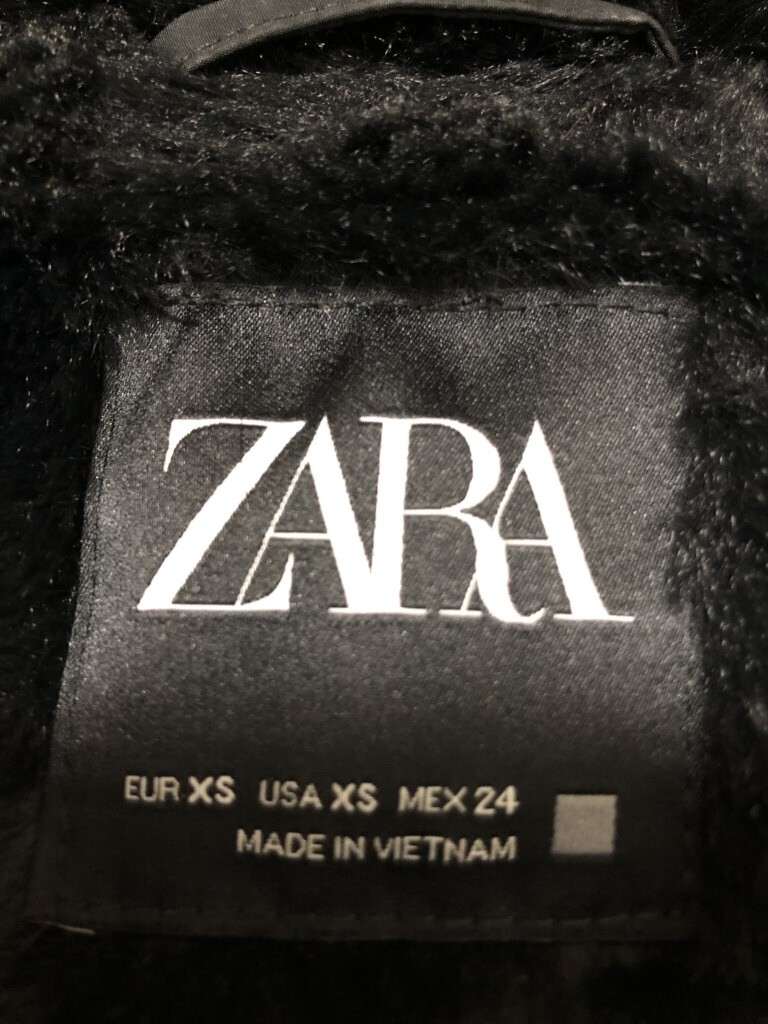 ZARA
EUR XS USA XS MEX 24
MADE IN VIETNAM